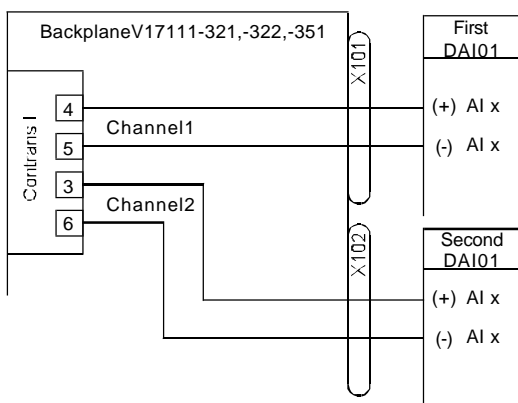 BackplaneV17111-321,-322,-351
X101
First
DAI01
Contrans I
4
(+) AI x
Channel1
5
(-) AI x
3
Channel2
6
X102
Second
DAI01
(+) AI x
(-) AI x